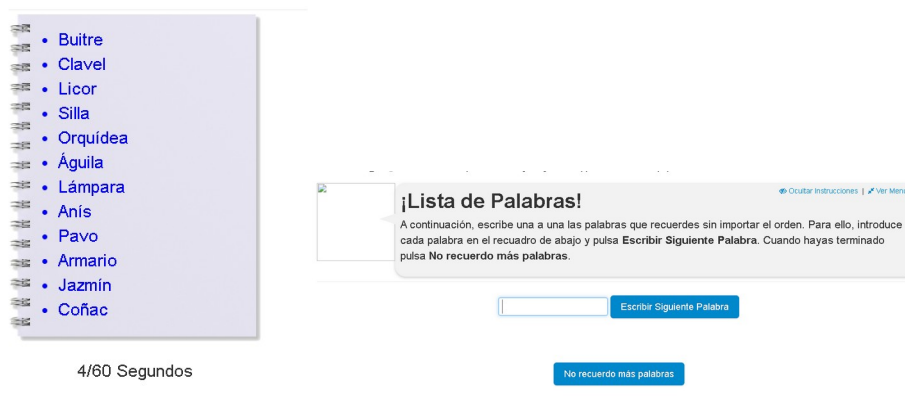 • Buitre
• Clavel
• Licor
• Silla
• Orquídea
• Águila
• Lámpara
• Anís
• Pavo
• Armario
• Jazmín
• Coñac
4/60 Segundos
Ocultar Instrucciones | Ver Menú
¡Lista de Palabras!
A continuación, escribe una a una las palabras que recuerdes sin importar el orden. Para ello, introduce
cada palabra en el recuadro de abajo y pulsa Escribir Siguiente Palabra. Cuando hayas terminado
pulsa No recuerdo más palabras.
Escribir Siguiente Palabra
No recuerdo más palabras